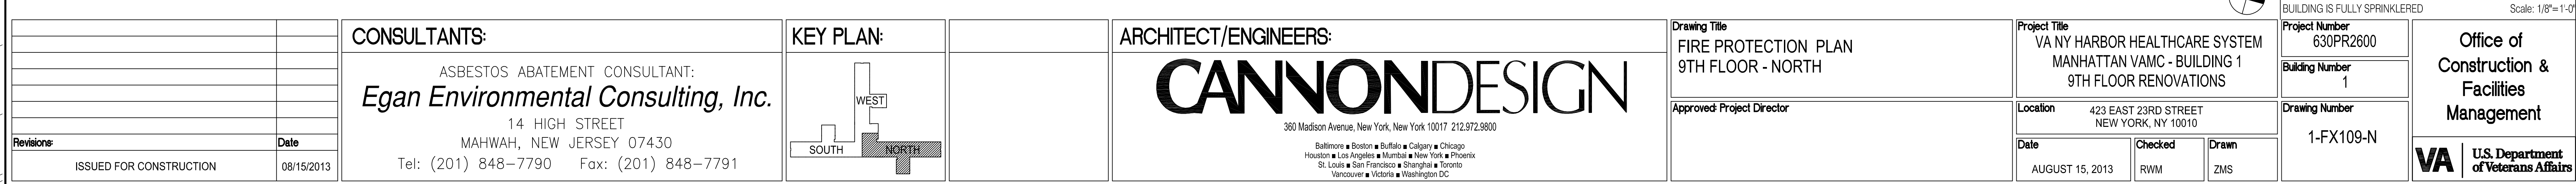 BUILDING IS FULLY SPRINKLERED
Scale: 1/8"=1'-0"
Revisions:
Date
ISSUED FOR CONSTRUCTION
08/15/2013
CONSULTANTS:
ASBESTOS ABATEMENT CONSULTANT:
Egan Environmental Consulting, Inc.
14 HIGH STREET
MAHWAH, NEW JERSEY 07430
Tel: (201) 848-7790 Fax: (201) 848-7791
KEY PLAN:
WEST
SOUTH
NORTH
ARCHITECT/ENGINEERS:
CANNONDESIGN
360 Madison Avenue, New York, New York 10017 212.972.9800
Baltimore ■ Boston ■ Buffalo ■ Calgary ■ Chicago
Houston ■ Los Angeles ■ Mumbai ■ New York ■ Phoenix
St. Louis ■ San Francisco ■ Shanghai ■ Toronto
Vancouver ■ Victoria ■ Washington DC
Drawing Title
FIRE PROTECTION PLAN
9TH FLOOR - NORTH
Approved: Project Director
Project Title
VA NY HARBOR HEALTHCARE SYSTEM
MANHATTAN VAMC - BUILDING 1
9TH FLOOR RENOVATIONS
Location
423 EAST 23RD STREET
NEW YORK, NY 10010
Date
AUGUST 15, 2013
Checked
RWM
Drawn
ZMS
Project Number
630PR2600
Building Number
1
Drawing Number
1-FX109-N
Office of
Construction &
Facilities
Management
VA
U.S. Department
of Veterans Affairs